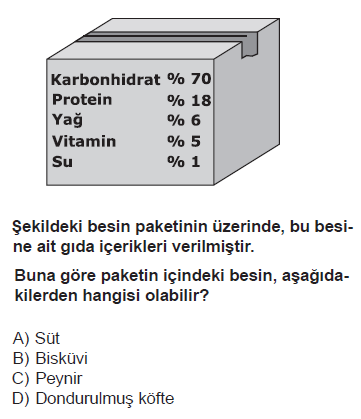 Karbonhidrat % 70
Protein % 18
Yağ % 6
Vitamin % 5
Su % 1
Şekildeki besin paketinin üzerinde, bu besi-
ne ait gıda içerikleri verilmiştir.
Buna göre paketin içindeki besin, aşağıda-
kilerden hangisi olabilir?
A) Süt
B) Bisküvi
C) Peynir
D) Dondurulmuş köfte